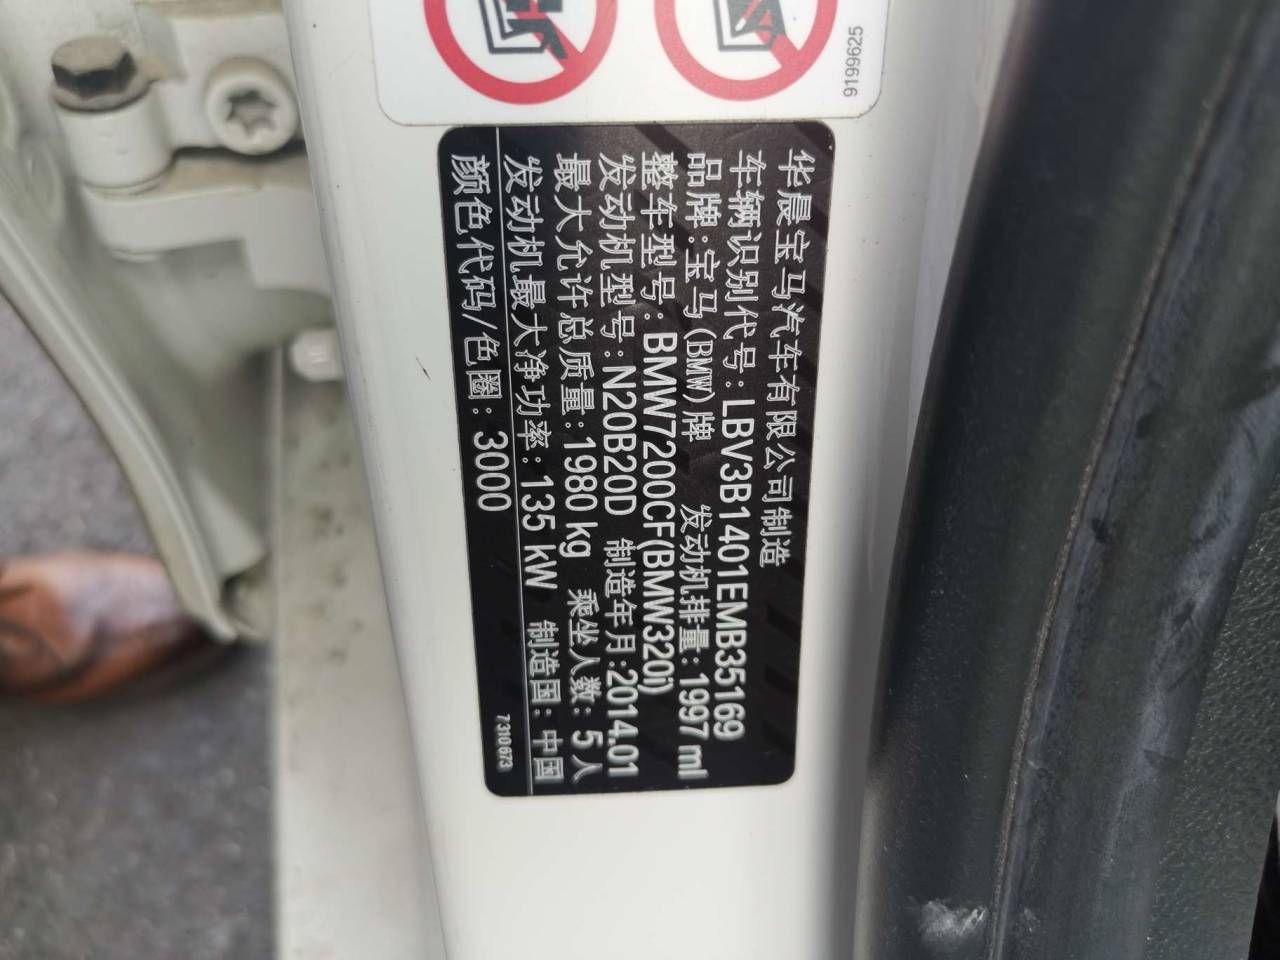 9199625
华晨宝马汽车有限公司制造
车辆识别代号:LBV3B1401EMB35169
品牌:宝马(BMW)牌 发动机排量:1997 ml
整车型号:BMW7200CF(BMW320i)
发动机型号:N20B20D 制造年月:2014.01
最大允许总质量:1980 kg 乘坐人数:5人
发动机最大净功率:135 kW 制造国:中国
颜色代码/色圈:3000
7310673